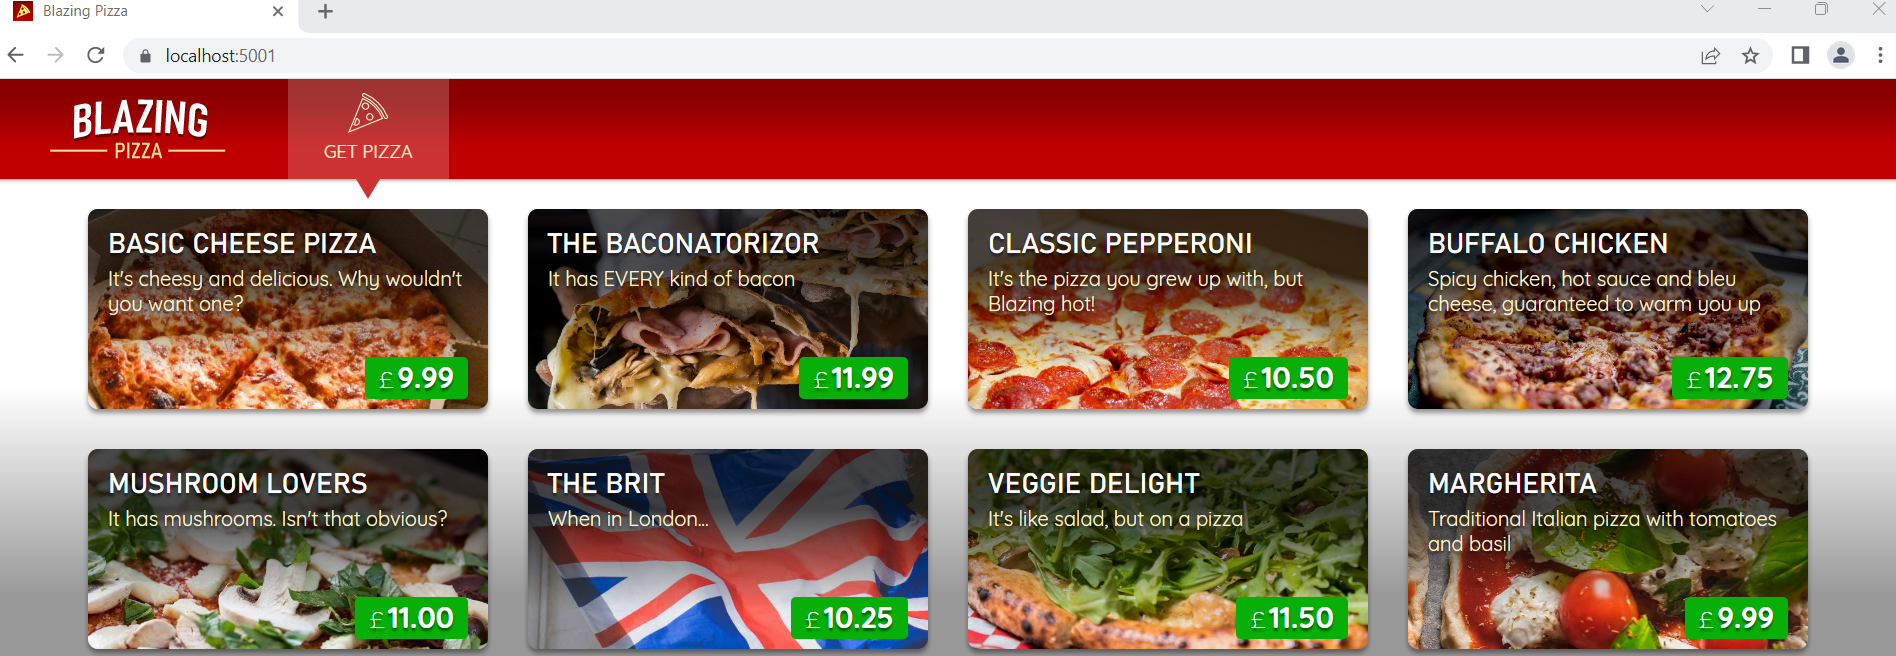 Blazing Pizza
localhost:5001
BLAZING
PIZZA
GET PIZZA
BASIC CHEESE PIZZA
It's cheesy and delicious. Why wouldn't
you want one?
£9.99
THE BACONATORIZOR
It has EVERY kind of bacon
£11.99
CLASSIC PEPPERONI
It's the pizza you grew up with, but
Blazing hot!
£10.50
BUFFALO CHICKEN
Spicy chicken, hot sauce and bleu
cheese, guaranteed to warm you up
£12.75
MUSHROOM LOVERS
It has mushrooms. Isn't that obvious?
£11.00
THE BRIT
When in London...
£10.25
VEGGIE DELIGHT
It's like salad, but on a pizza
£11.50
MARGHERITA
Traditional Italian pizza with tomatoes
and basil
£9.99